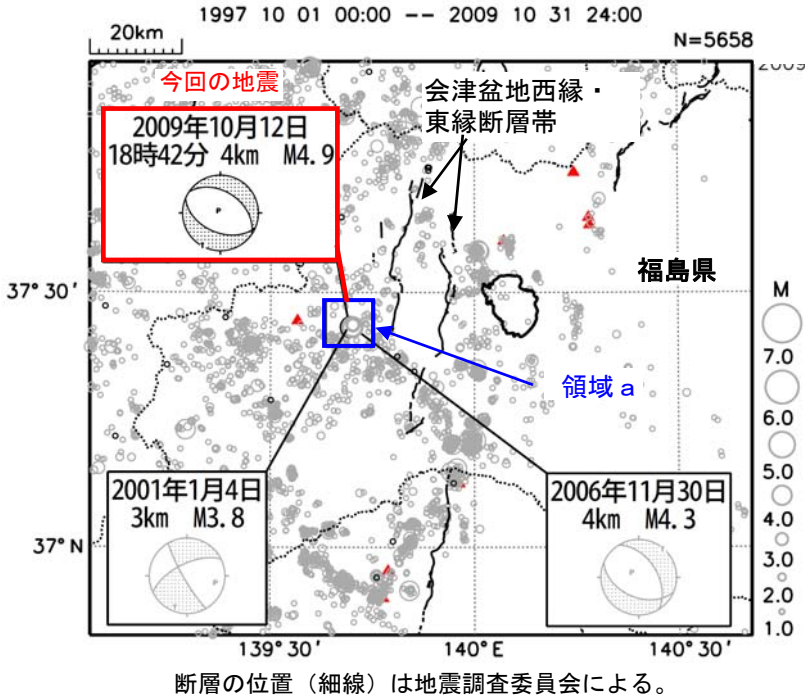 1997 10 01 00:00 -- 2009 10 31 24:00
20km
N=5658
今回の地震
2009年10月12日
18時42分 4km M4.9
P
T
会津盆地西縁・
東縁断層帯
福島県
37°30'
領域a
2001年1月4日
3km M3.8
P
T
2006年11月30日
4km M4.3
P
T
37°N
139°30'
140°E
140°30'
M
7.0
6.0
5.0
4.0
3.0
2.0
1.0
断層の位置（細線）は地震調査委員会による。